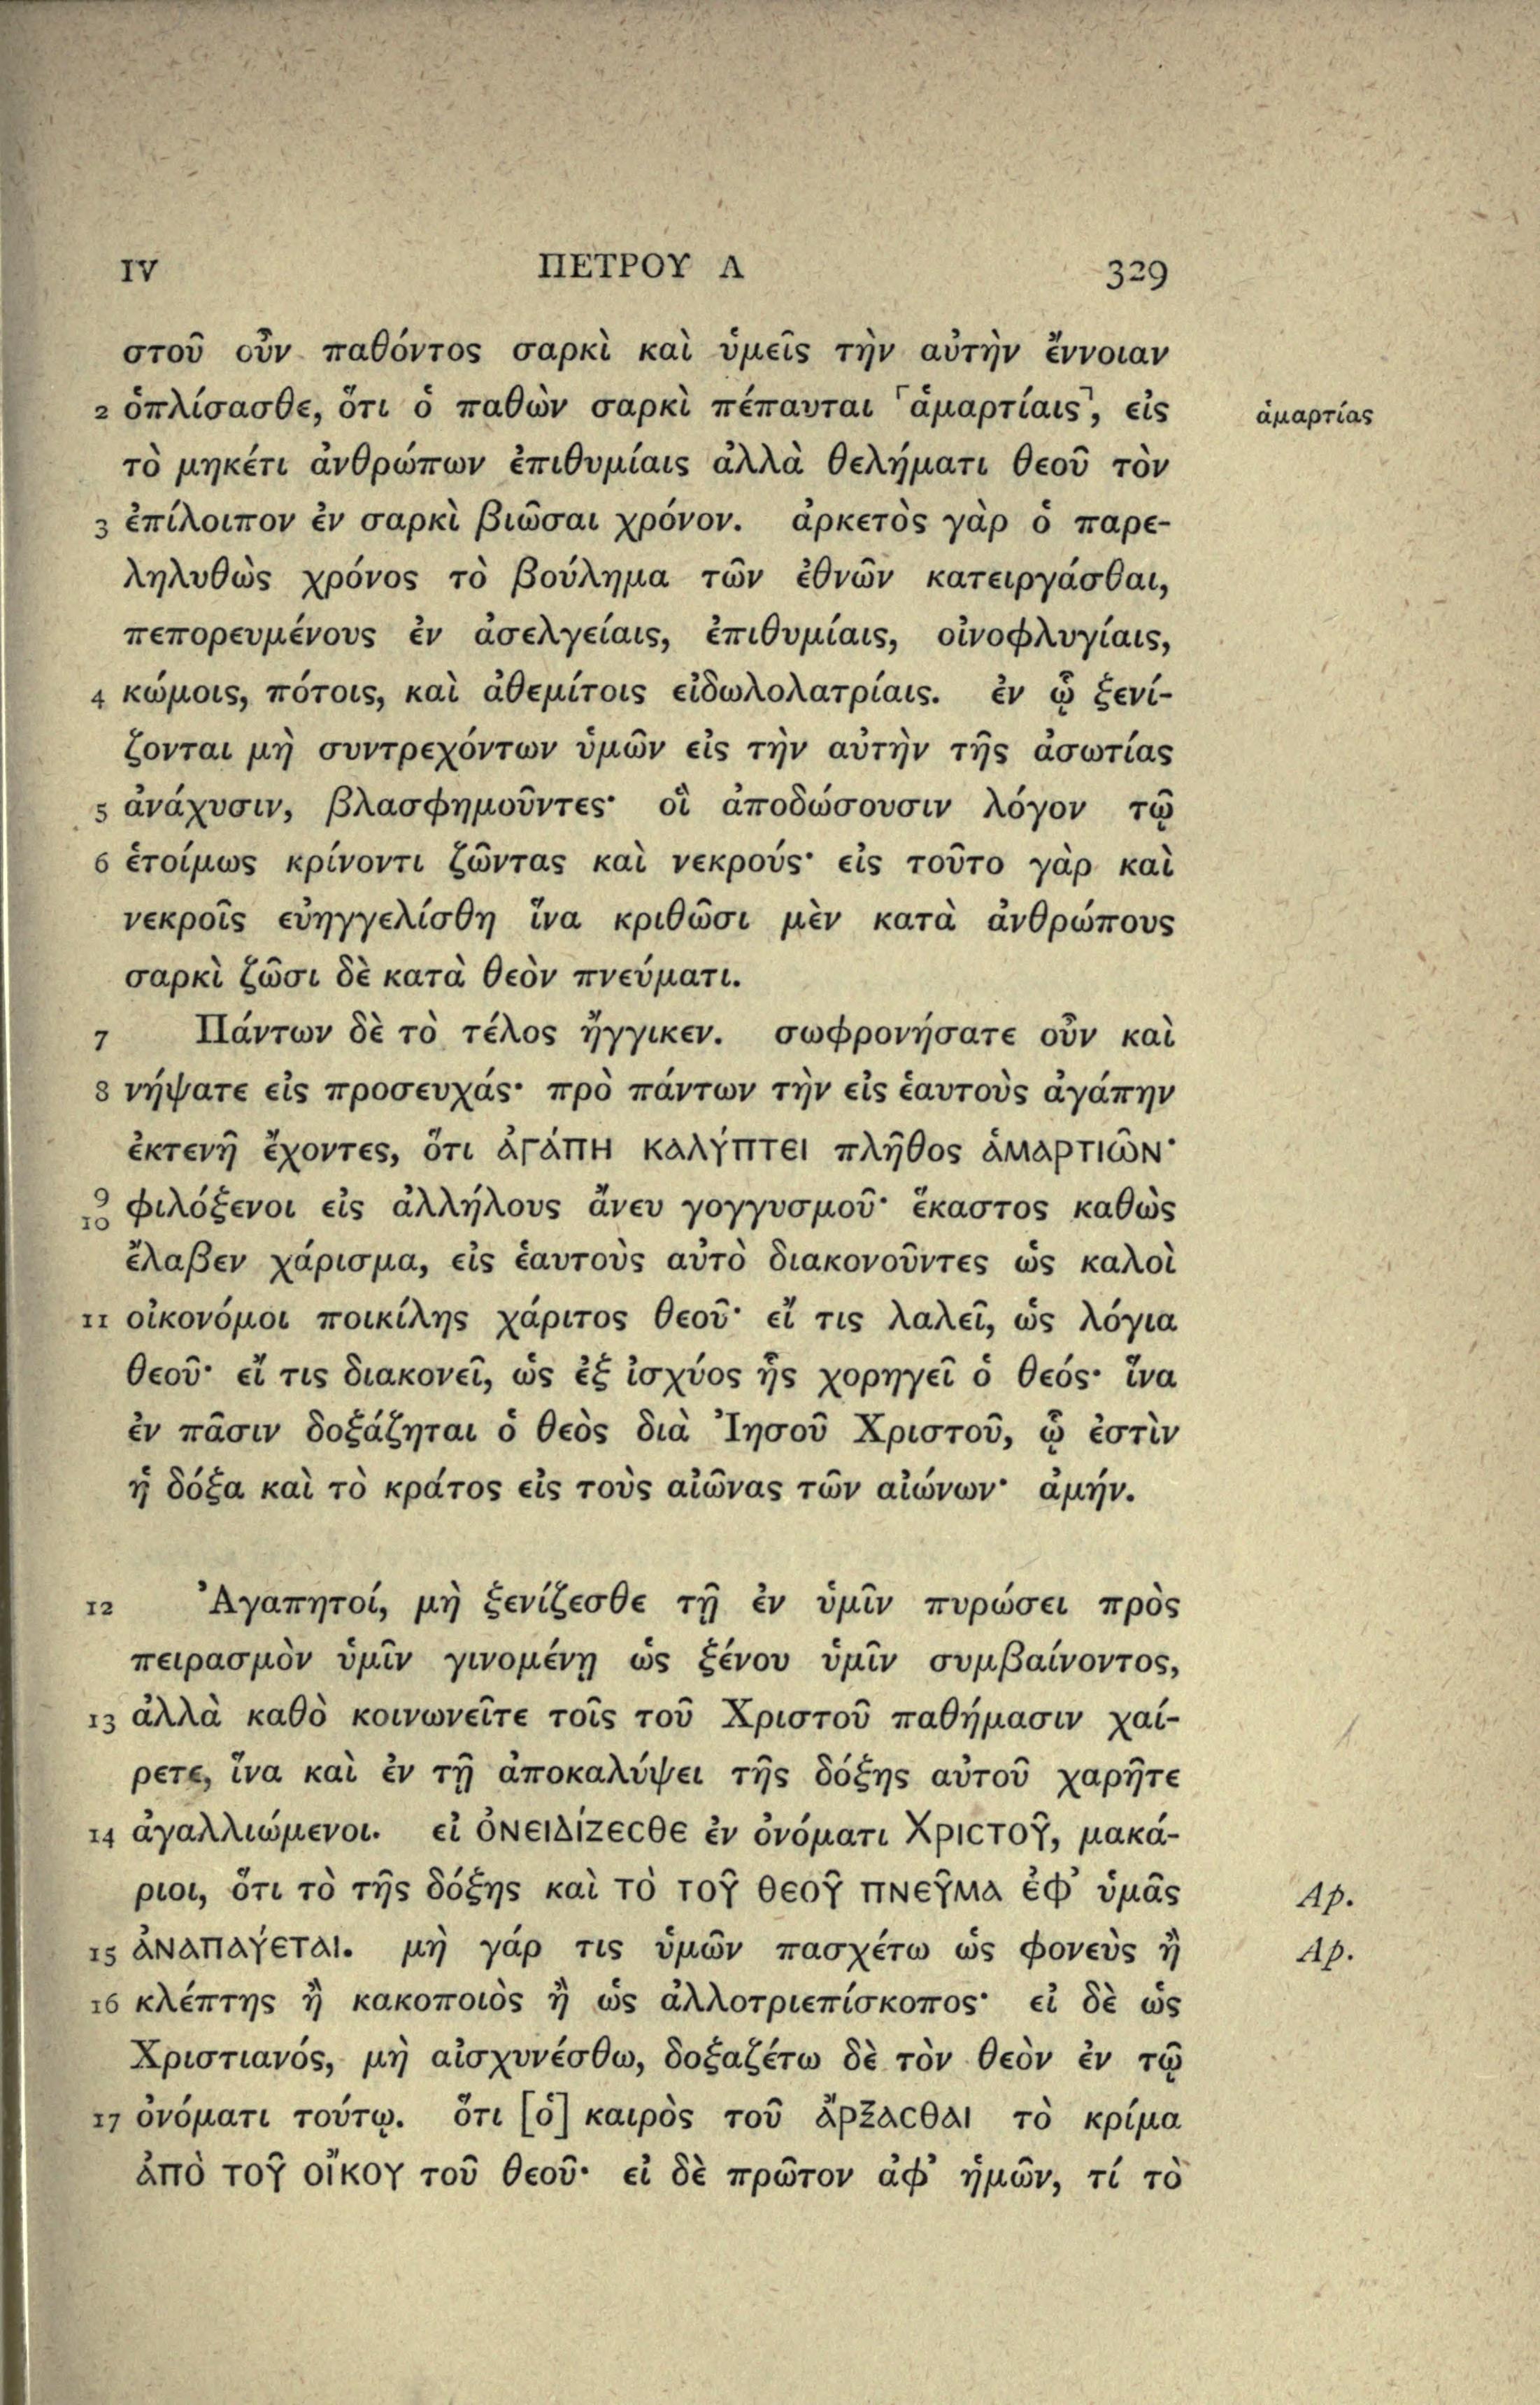 IV ΠΕΤΡΟΥ Α 329
στοῦ οὖν παθόντος σαρκὶ καὶ ὑμεῖς τὴν αὐτὴν ἔννοιαν
2 ὁπλίσασθε, ὅτι ὁ παθὼν σαρκὶ πέπαυται ⸀ἁμαρτίαις⸃, εἰς ἁμαρτίας
τὸ μηκέτι ἀνθρώπων ἐπιθυμίαις ἀλλὰ θελήματι θεοῦ τὸν
3 ἐπίλοιπον ἐν σαρκὶ βιῶσαι χρόνον. ἀρκετὸς γὰρ ὁ παρε-
ληλυθὼς χρόνος τὸ βούλημα τῶν ἐθνῶν κατειργάσθαι,
πεπορευμένους ἐν ἀσελγείαις, ἐπιθυμίαις, οἰνοφλυγίαις,
4 κώμοις, πότοις, καὶ ἀθεμίτοις εἰδωλολατρίαις. ἐν ᾧ ξενί-
ζονται μὴ συντρεχόντων ὑμῶν εἰς τὴν αὐτὴν τῆς ἀσωτίας
5 ἀνάχυσιν, βλασφημοῦντες· οἳ ἀποδώσουσιν λόγον τῷ
6 ἑτοίμως κρίνοντι ζῶντας καὶ νεκρούς· εἰς τοῦτο γὰρ καὶ
νεκροῖς εὐηγγελίσθη ἵνα κριθῶσι μὲν κατὰ ἀνθρώπους
σαρκὶ ζῶσι δὲ κατὰ θεὸν πνεύματι.
7 Πάντων δὲ τὸ τέλος ἤγγικεν. σωφρονήσατε οὖν καὶ
8 νήψατε εἰς προσευχάς· πρὸ πάντων τὴν εἰς ἑαυτοὺς ἀγάπην
ἐκτενῆ ἔχοντες, ὅτι ἀγάπη καλύπτει πλῆθος ἁμαρτιῶν·
9 10 φιλόξενοι εἰς ἀλλήλους ἄνευ γογγυσμοῦ· ἕκαστος καθὼς
ἔλαβεν χάρισμα, εἰς ἑαυτοὺς αὐτὸ διακονοῦντες ὡς καλοὶ
11 οἰκονόμοι ποικίλης χάριτος θεοῦ· εἴ τις λαλεῖ, ὡς λόγια
θεοῦ· εἴ τις διακονεῖ, ὡς ἐξ ἰσχύος ἧς χορηγεῖ ὁ θεός· ἵνα
ἐν πᾶσιν δοξάζηται ὁ θεὸς διὰ Ἰησοῦ Χριστοῦ, ᾧ ἐστὶν
ἡ δόξα καὶ τὸ κράτος εἰς τοὺς αἰῶνας τῶν αἰώνων· ἀμήν.
12 Ἀγαπητοί, μὴ ξενίζεσθε τῇ ἐν ὑμῖν πυρώσει πρὸς
πειρασμὸν ὑμῖν γινομένῃ ὡς ξένου ὑμῖν συμβαίνοντος,
13 ἀλλὰ καθὸ κοινωνεῖτε τοῖς τοῦ Χριστοῦ παθήμασιν χαί-
ρετε, ἵνα καὶ ἐν τῇ ἀποκαλύψει τῆς δόξης αὐτοῦ χαρῆτε
14 ἀγαλλιώμενοι. εἰ ὀνειδίζεσθε ἐν ὀνόματι Χριστοῦ, μακά-
ριοι, ὅτι τὸ τῆς δόξης καὶ τὸ τοῦ θεοῦ πνεῦμα ἐφ' ὑμᾶς Ap.
15 ἀναπαύεται. μὴ γάρ τις ὑμῶν πασχέτω ὡς φονεὺς ἢ Ap.
16 κλέπτης ἢ κακοποιὸς ἢ ὡς ἀλλοτριεπίσκοπος· εἰ δὲ ὡς
Χριστιανός, μὴ αἰσχυνέσθω, δοξαζέτω δὲ τὸν θεὸν ἐν τῷ
17 ὀνόματι τούτῳ. ὅτι [ὁ] καιρὸς τοῦ ἄρξασθαι τὸ κρίμα
ἀπὸ τοῦ οἴκου τοῦ θεοῦ· εἰ δὲ πρῶτον ἀφ' ἡμῶν, τί τὸ